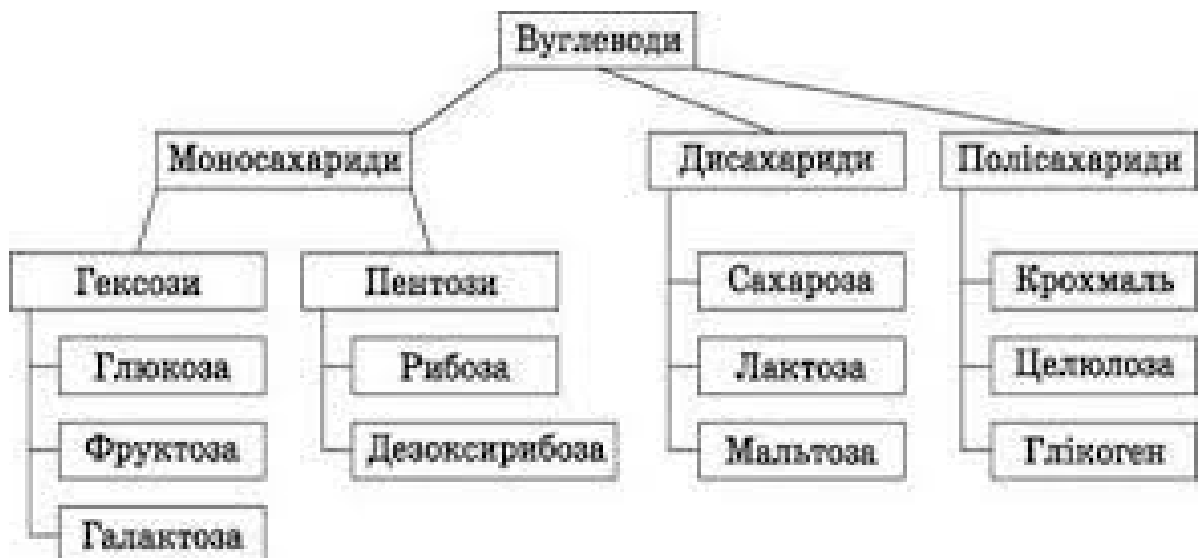 Вуглеводи
Моносахариди
Дисахариди
Полісахариди
Гексози
Пентози
Сахароза
Крохмаль
Глюкоза
Рибоза
Лактоза
Целюлоза
Фруктоза
Дезоксирибоза
Мальтоза
Глікоген
Галактоза